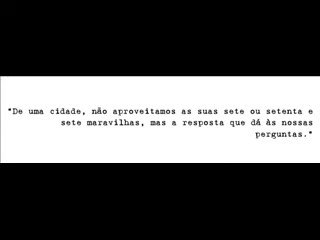 "De uma cidade, não aproveitamos as suas sete ou setenta e
sete maravilhas, mas a resposta que dá às nossas
perguntas."